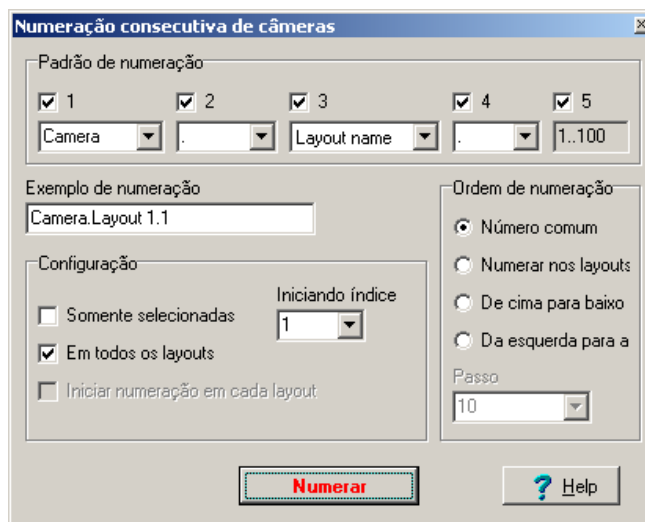 Numeração consecutiva de câmeras
Padrão de numeração
1 2 3 4 5
Camera . Layout name . 1..100
Exemplo de numeração
Camera.Layout 1.1
Configuração
Somente selecionadas
Iniciando índice
1
Em todos os layouts
Iniciar numeração em cada layout
Ordem de numeração
Número comum
Numerar nos layouts
De cima para baixo
Da esquerda para a
Passo
10
Numerar
? Help